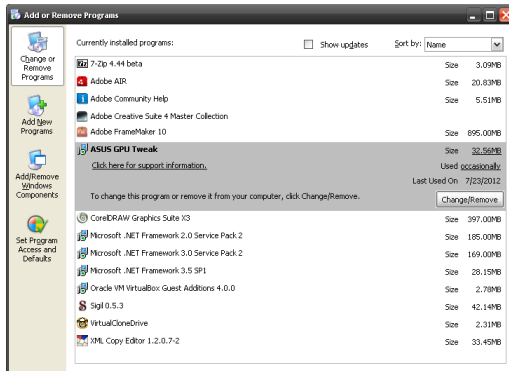 Add or Remove Programs
Change or Remove Programs
Add New Programs
Add/Remove Windows Components
Set Program Access and Defaults
Currently installed programs:
Show updates
Sort by: Name
7-Zip 4.44 beta Size 3.09MB
Adobe AIR Size 20.83MB
Adobe Community Help Size 5.51MB
Adobe Creative Suite 4 Master Collection
Adobe FrameMaker 10 Size 895.00MB
ASUS GPU Tweak Size 32.56MB
Click here for support information. Used occasionally
Last Used On 7/23/2012
To change this program or remove it from your computer, click Change/Remove. Change/Remove
CorelDRAW Graphics Suite X3 Size 397.00MB
Microsoft .NET Framework 2.0 Service Pack 2 Size 185.00MB
Microsoft .NET Framework 3.0 Service Pack 2 Size 169.00MB
Microsoft .NET Framework 3.5 SP1 Size 28.15MB
Oracle VM VirtualBox Guest Additions 4.0.0 Size 2.78MB
Sigil 0.5.3 Size 42.14MB
VirtualCloneDrive Size 2.31MB
XML Copy Editor 1.2.0.7-2 Size 33.45MB